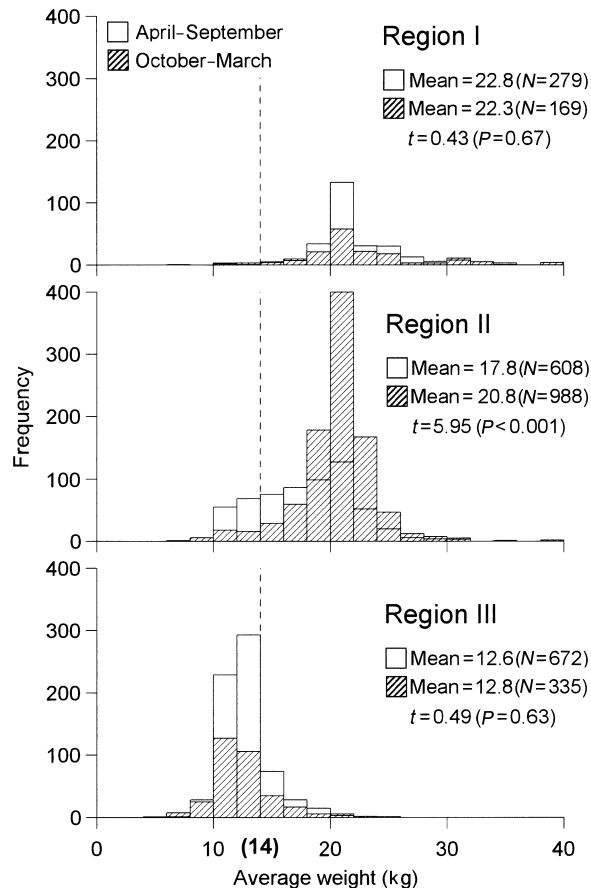 400
April-September
October-March
Region I
Mean=22.8(N=279)
Mean=22.3(N=169)
t=0.43 (P=0.67)
300
200
100
0
400
Region II
Mean=17.8(N=608)
Mean=20.8(N=988)
t=5.95 (P<0.001)
300
200
100
0
Frequency
400
Region III
Mean=12.6(N=672)
Mean=12.8(N=335)
t=0.49 (P=0.63)
300
200
100
0
0 10 (14) 20 30 40
Average weight (kg)